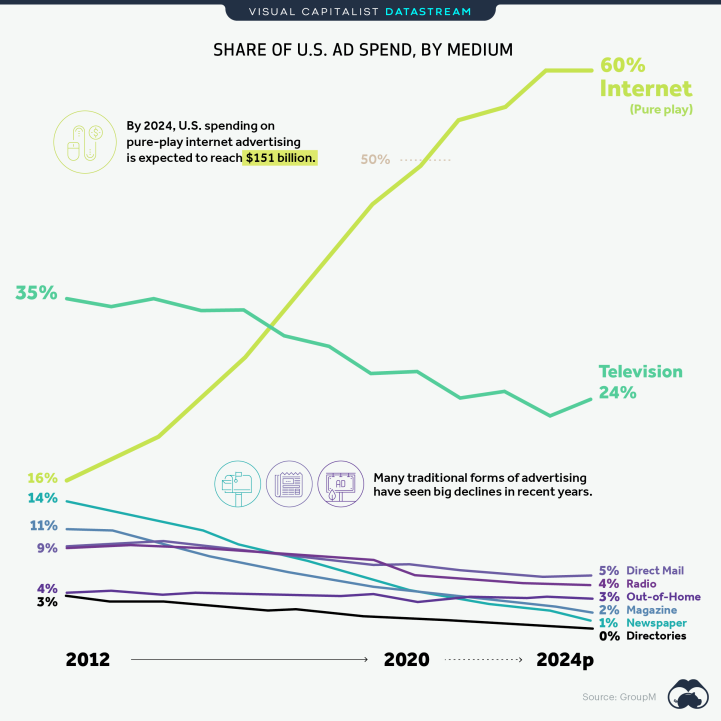 VISUAL CAPITALIST DATASTREAM
SHARE OF U.S. AD SPEND, BY MEDIUM
60%
Internet
(Pure play)
By 2024, U.S. spending on
pure-play internet advertising
is expected to reach $151 billion.
50%
35%
Television
24%
16%
14%
11%
9%
4%
3%
AD
Many traditional forms of advertising
have seen big declines in recent years.
5% Direct Mail
4% Radio
3% Out-of-Home
2% Magazine
1% Newspaper
0% Directories
2012
2020
2024p
Source: GroupM